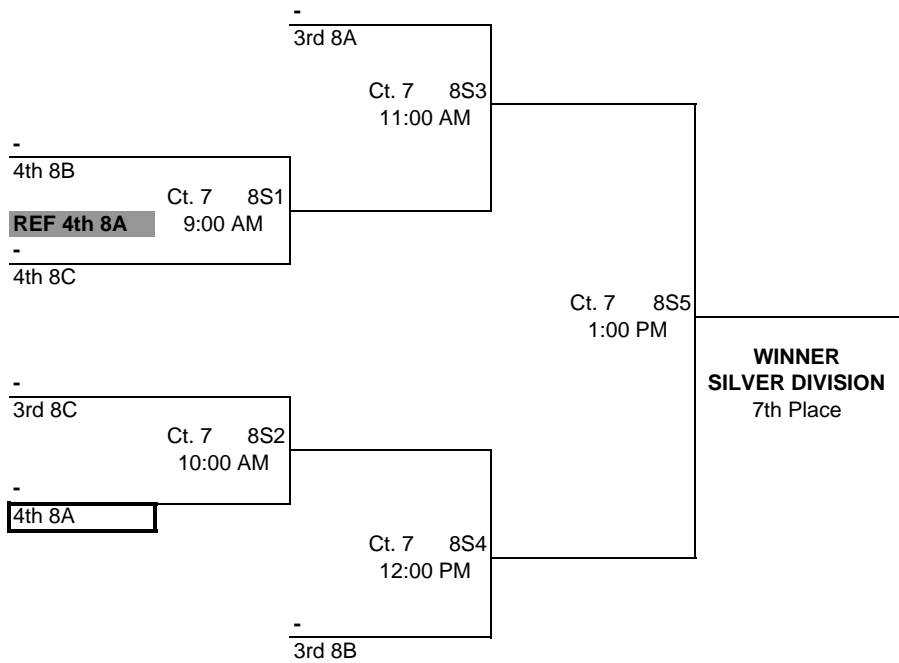 -
3rd 8A
Ct. 7 8S3
11:00 AM
-
4th 8B
Ct. 7 8S1
REF 4th 8A 9:00 AM
-
4th 8C
Ct. 7 8S5
1:00 PM
WINNER
SILVER DIVISION
7th Place
-
3rd 8C
Ct. 7 8S2
10:00 AM
-
4th 8A
Ct. 7 8S4
12:00 PM
-
3rd 8B